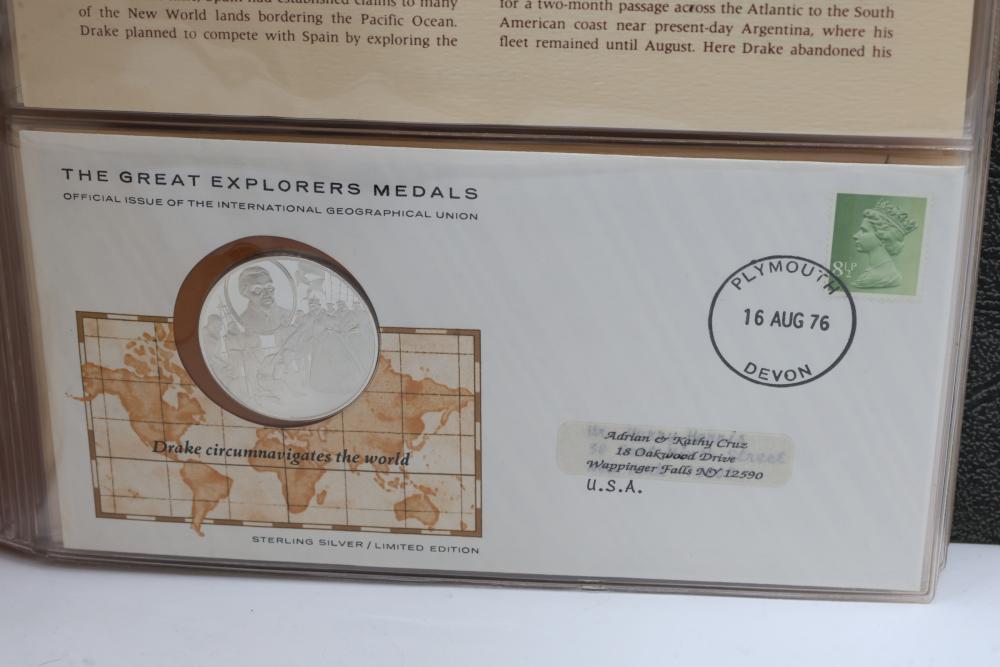 of the New World lands bordering the Pacific Ocean.
Drake planned to compete with Spain by exploring the
for a two-month passage across the Atlantic to the South
American coast near present-day Argentina, where his
fleet remained until August. Here Drake abandoned his
THE GREAT EXPLORERS MEDALS
OFFICIAL ISSUE OF THE INTERNATIONAL GEOGRAPHICAL UNION
8½P
PLYMOUTH
16 AUG 76
DEVON
Drake circumnavigates the world
Adrian & Kathy Cruz
18 Oakwood Drive
Wappinger Falls NY 12590
U.S.A.
STERLING SILVER / LIMITED EDITION